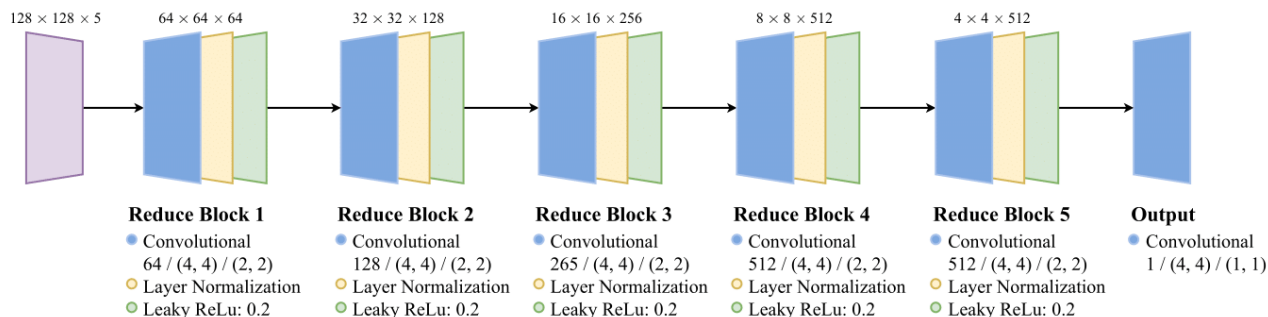 128 × 128 × 5
64 × 64 × 64
32 × 32 × 128
16 × 16 × 256
8 × 8 × 512
4 × 4 × 512
Reduce Block 1
Convolutional
64 / (4, 4) / (2, 2)
Layer Normalization
Leaky ReLu: 0.2
Reduce Block 2
Convolutional
128 / (4, 4) / (2, 2)
Layer Normalization
Leaky ReLu: 0.2
Reduce Block 3
Convolutional
265 / (4, 4) / (2, 2)
Layer Normalization
Leaky ReLu: 0.2
Reduce Block 4
Convolutional
512 / (4, 4) / (2, 2)
Layer Normalization
Leaky ReLu: 0.2
Reduce Block 5
Convolutional
512 / (4, 4) / (2, 2)
Layer Normalization
Leaky ReLu: 0.2
Output
Convolutional
1 / (4, 4) / (1, 1)